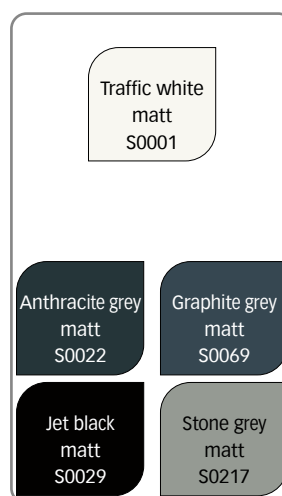 Traffic white
matt
S0001
Anthracite grey
matt
S0022
Graphite grey
matt
S0069
Jet black
matt
S0029
Stone grey
matt
S0217